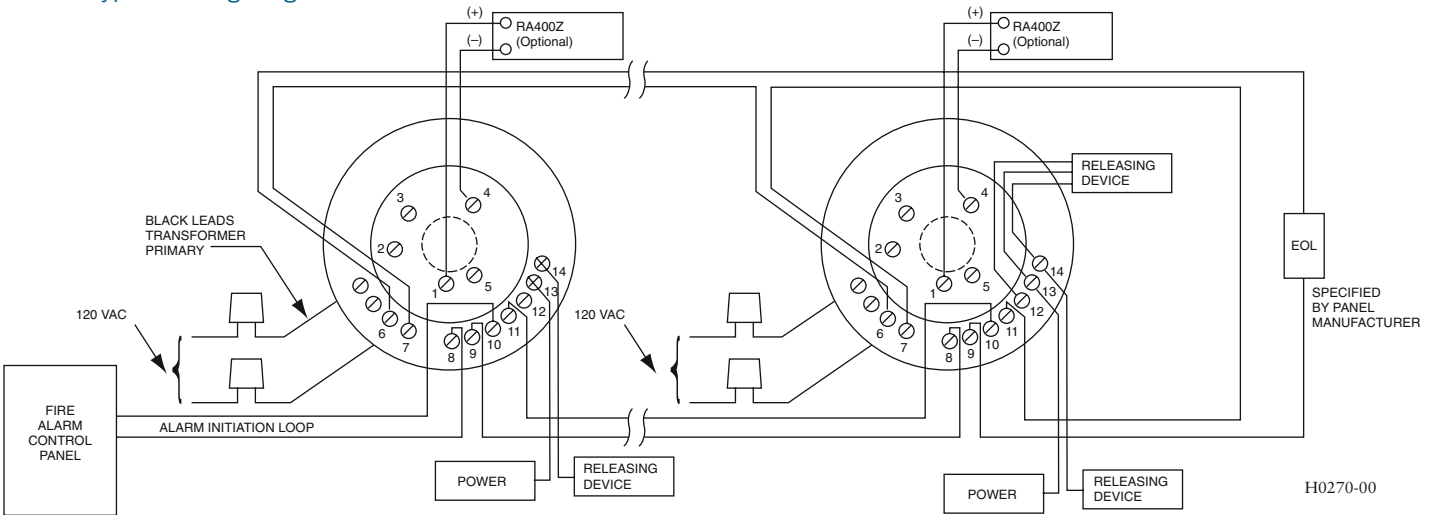 (+)
(–)
RA400Z
(Optional)
(+)
(–)
RA400Z
(Optional)
BLACK LEADS
TRANSFORMER
PRIMARY
120 VAC
1
2
3
4
5
6
7
8
9
10
11
12
13
14
120 VAC
1
2
3
4
5
6
7
8
9
10
11
12
13
14
RELEASING
DEVICE
EOL
SPECIFIED
BY PANEL
MANUFACTURER
FIRE
ALARM
CONTROL
PANEL
ALARM INITIATION LOOP
POWER
RELEASING
DEVICE
POWER
RELEASING
DEVICE
H0270-00